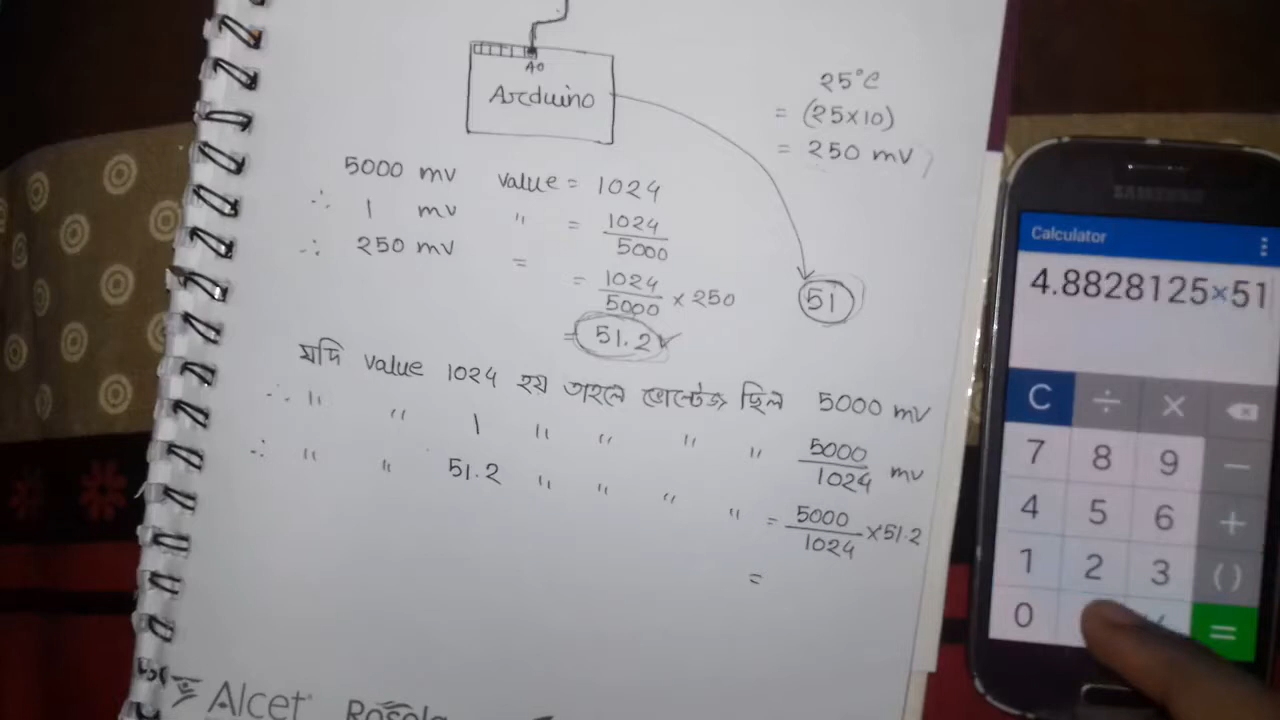 A0
Arduino
25°C
= (25×10)
= 250 mV
5000 mV value = 1024
∴ 1 mV " = 1024/5000
∴ 250 mV = = 1024/5000 × 250
= 51.2
51
যদি value 1024 হয় তাহলে ভোল্টেজ ছিল 5000 mV
∴ " " 1 " " " " 5000/1024 mV
∴ " " 51.2 " " " " = 5000/1024 ×51.2
=
Alcet
SAMSUNG
Calculator
4.8828125×51
C ÷ ×
7 8 9 −
4 5 6 +
1 2 3 ()
0 =